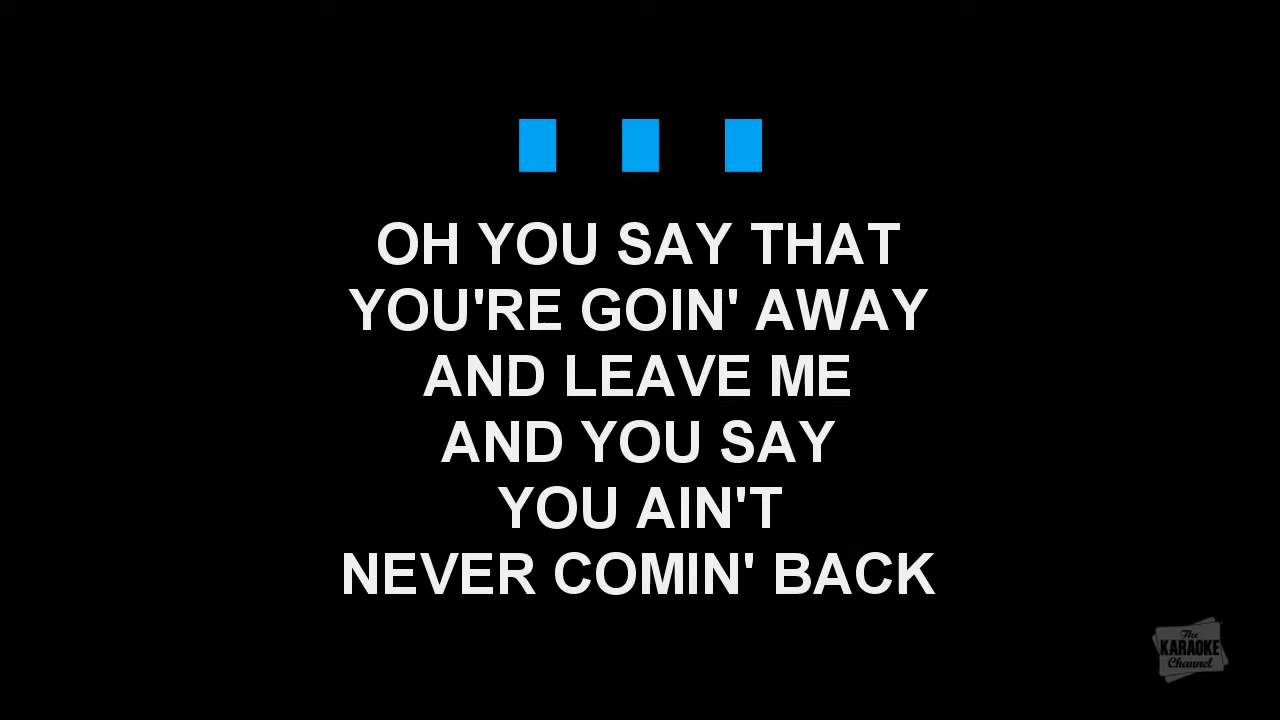 OH YOU SAY THAT
YOU'RE GOIN' AWAY
AND LEAVE ME
AND YOU SAY
YOU AIN'T
NEVER COMIN' BACK
The
KARAOKE
Channel